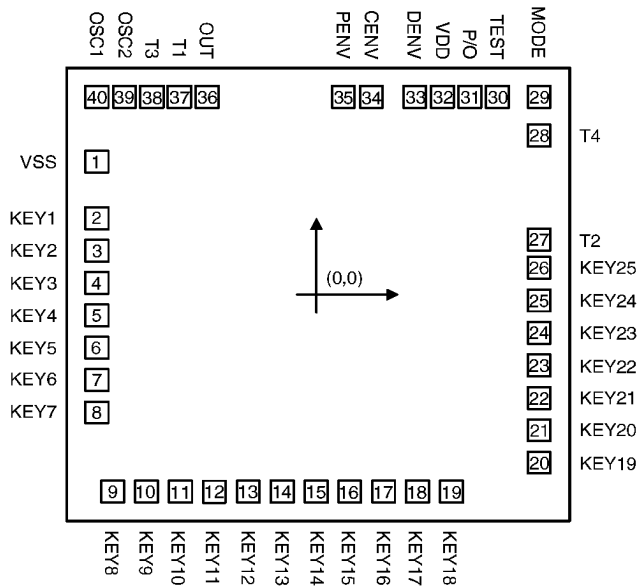 OSC1 OSC2 T3 T1 OUT PENV CENV DENV VDD P/O TEST MODE
40 39 38 37 36 35 34 33 32 31 30 29
28 T4
VSS 1
KEY1 2
27 T2
KEY2 3
26 KEY25
KEY3 4 (0,0)
25 KEY24
KEY4 5
24 KEY23
KEY5 6
23 KEY22
KEY6 7
22 KEY21
KEY7 8
21 KEY20
20 KEY19
9 10 11 12 13 14 15 16 17 18 19
KEY8 KEY9 KEY10 KEY11 KEY12 KEY13 KEY14 KEY15 KEY16 KEY17 KEY18